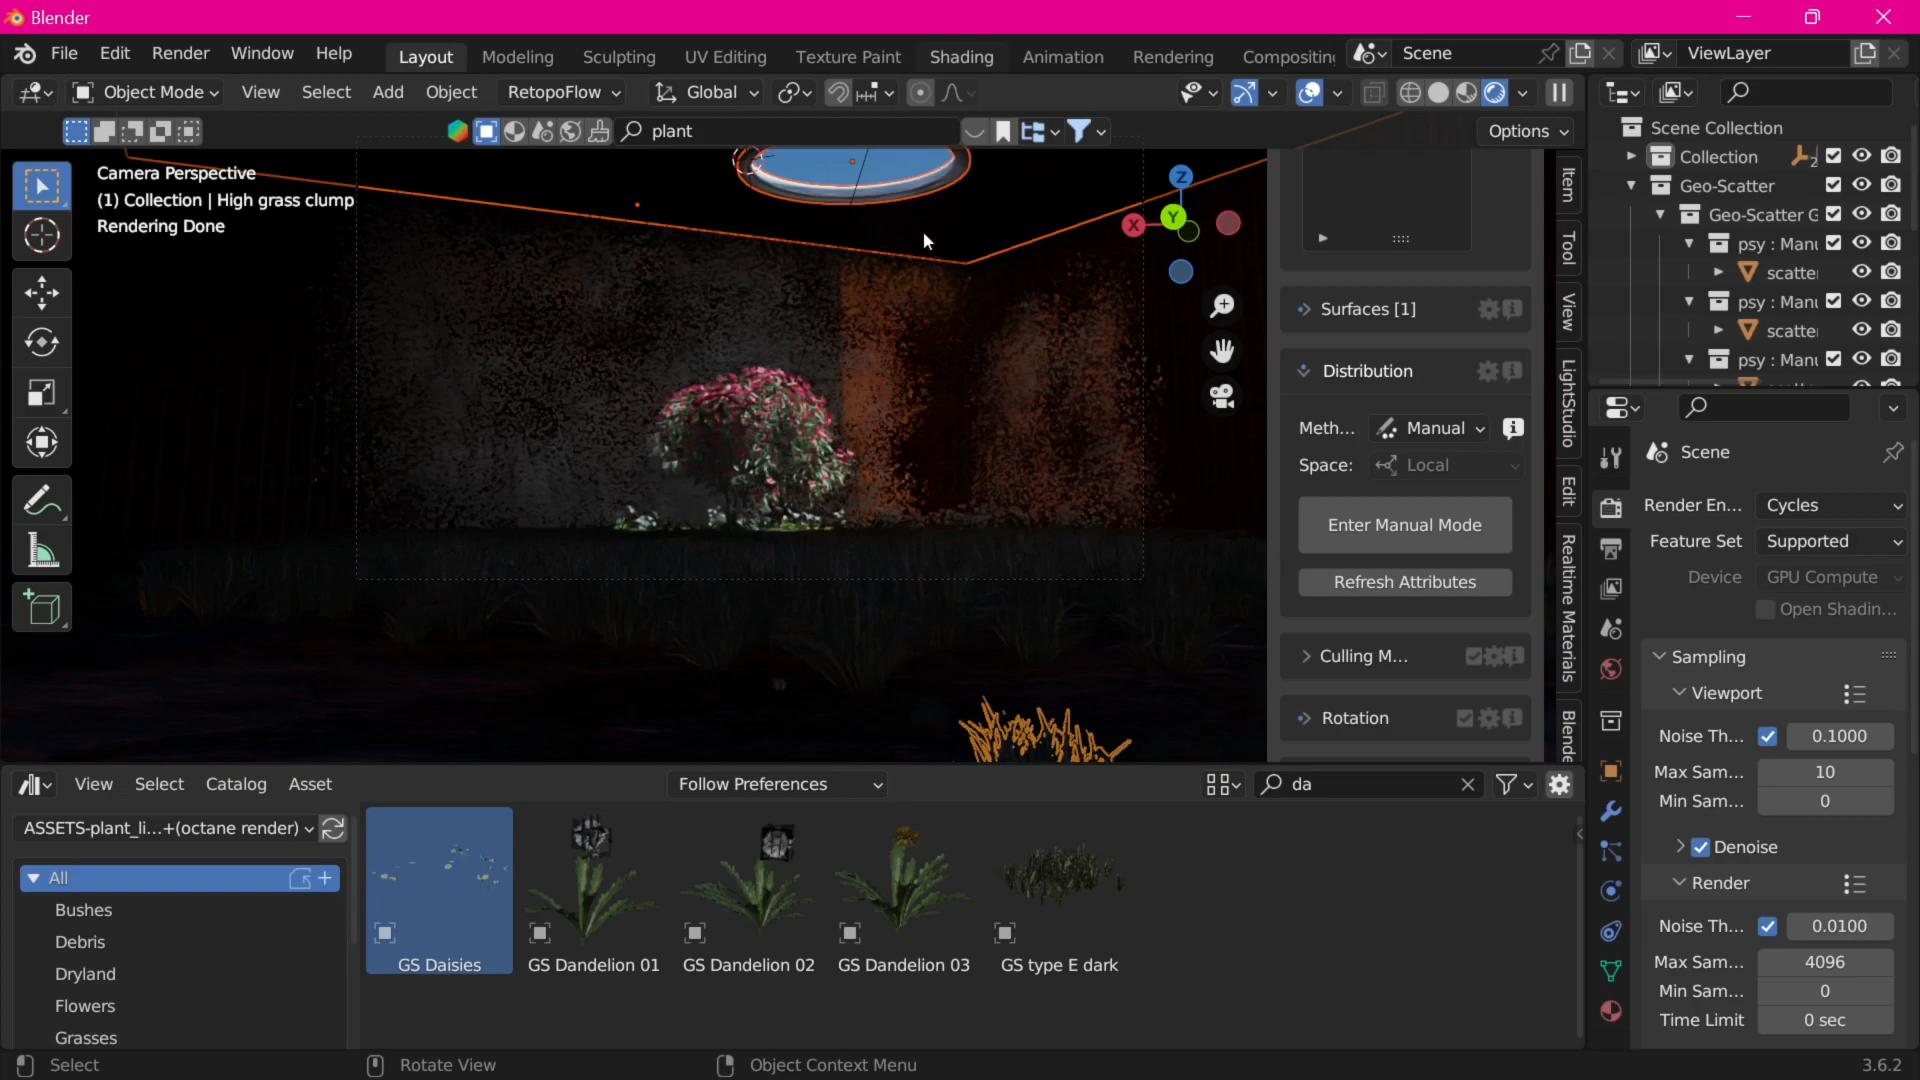 Blender
File Edit Render Window Help
Layout Modeling Sculpting UV Editing Texture Paint Shading Animation Rendering Compositing
Scene
ViewLayer
Object Mode View Select Add Object RetopoFlow Global
plant
Options
Camera Perspective
(1) Collection | High grass clump
Rendering Done
Z
Y
X
Surfaces [1]
Distribution
Meth... Manual
Space: Local
Enter Manual Mode
Refresh Attributes
Culling M...
Rotation
Item
Tool
View
LightStudio
Edit
Realtime Materials
Blende
Scene Collection
Collection 2
Geo-Scatter
Geo-Scatter G
psy : Manu
scatte
psy : Manu
scatte
psy : Manu
Scene
Render En... Cycles
Feature Set Supported
Device GPU Compute
Open Shadin...
Sampling
Viewport
Noise Th... 0.1000
Max Sam... 10
Min Sam... 0
Denoise
Render
Noise Th... 0.0100
Max Sam... 4096
Min Sam... 0
Time Limit 0 sec
View Select Catalog Asset
Follow Preferences
da
ASSETS-plant_li...+(octane render)
All
Bushes
Debris
Dryland
Flowers
Grasses
GS Daisies
GS Dandelion 01
GS Dandelion 02
GS Dandelion 03
GS type E dark
Select
Rotate View
Object Context Menu
3.6.2